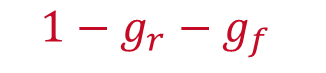 1 − g_r − g_f